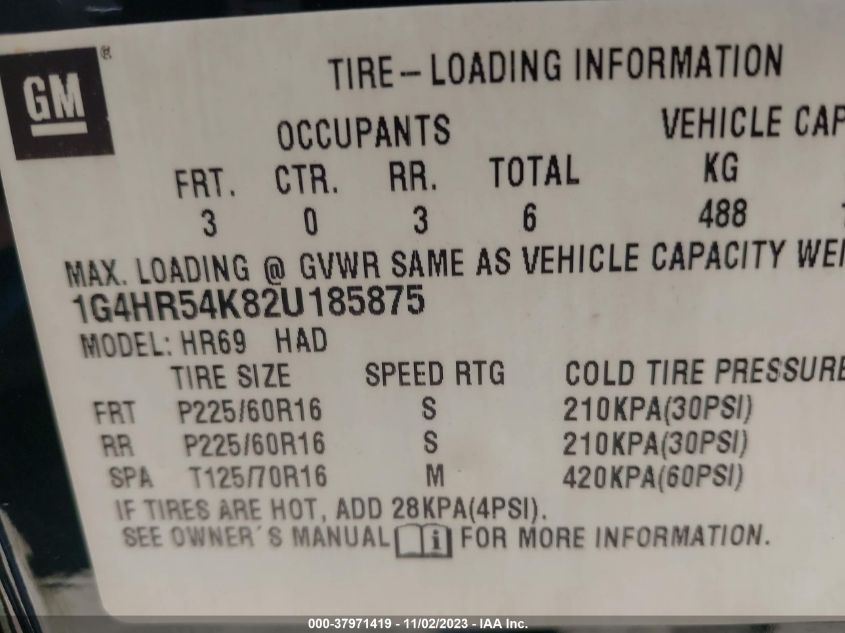 GM ®
TIRE – LOADING INFORMATION
OCCUPANTS VEHICLE CAP
FRT. CTR. RR. TOTAL KG
3 0 3 6 488
MAX. LOADING @ GVWR SAME AS VEHICLE CAPACITY WEI
1G4HR54K82U185875
MODEL: HR69 HAD
TIRE SIZE SPEED RTG COLD TIRE PRESSURE
FRT P225/60R16 S 210KPA(30PSI)
RR P225/60R16 S 210KPA(30PSI)
SPA T125/70R16 M 420KPA(60PSI)
IF TIRES ARE HOT, ADD 28KPA(4PSI).
SEE OWNER´S MANUAL i FOR MORE INFORMATION.
000-37971419 - 11/02/2023 - IAA Inc.